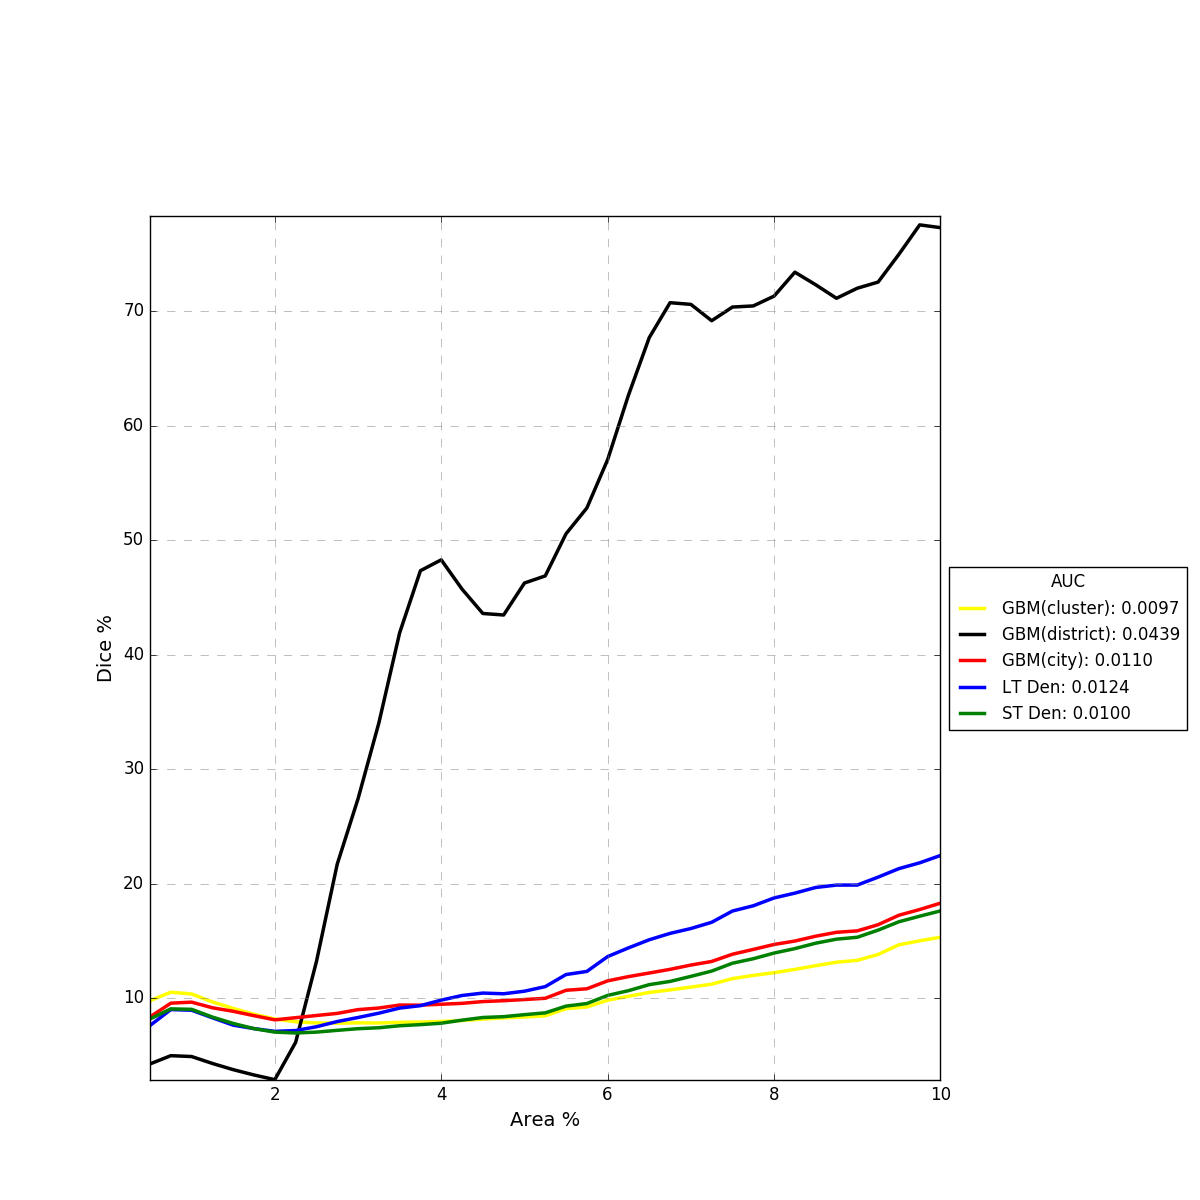 70
60
50
40
30
20
10
Dice %
2 4 6 8 10
Area %
AUC
GBM(cluster): 0.0097
GBM(district): 0.0439
GBM(city): 0.0110
LT Den: 0.0124
ST Den: 0.0100